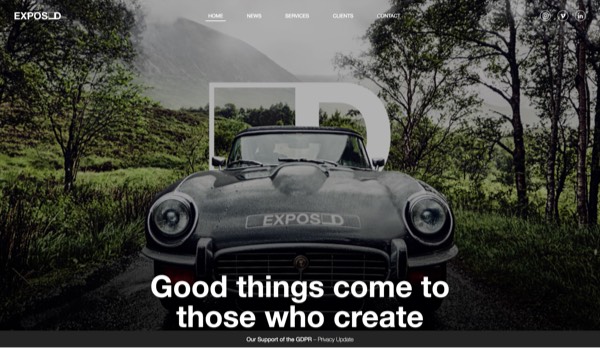 EXPOS_D
HOME NEWS SERVICES CLIENTS CONTACT
D
EXPOS_D
Good things come to
those who create
Our Support of the GDPR – Privacy Update